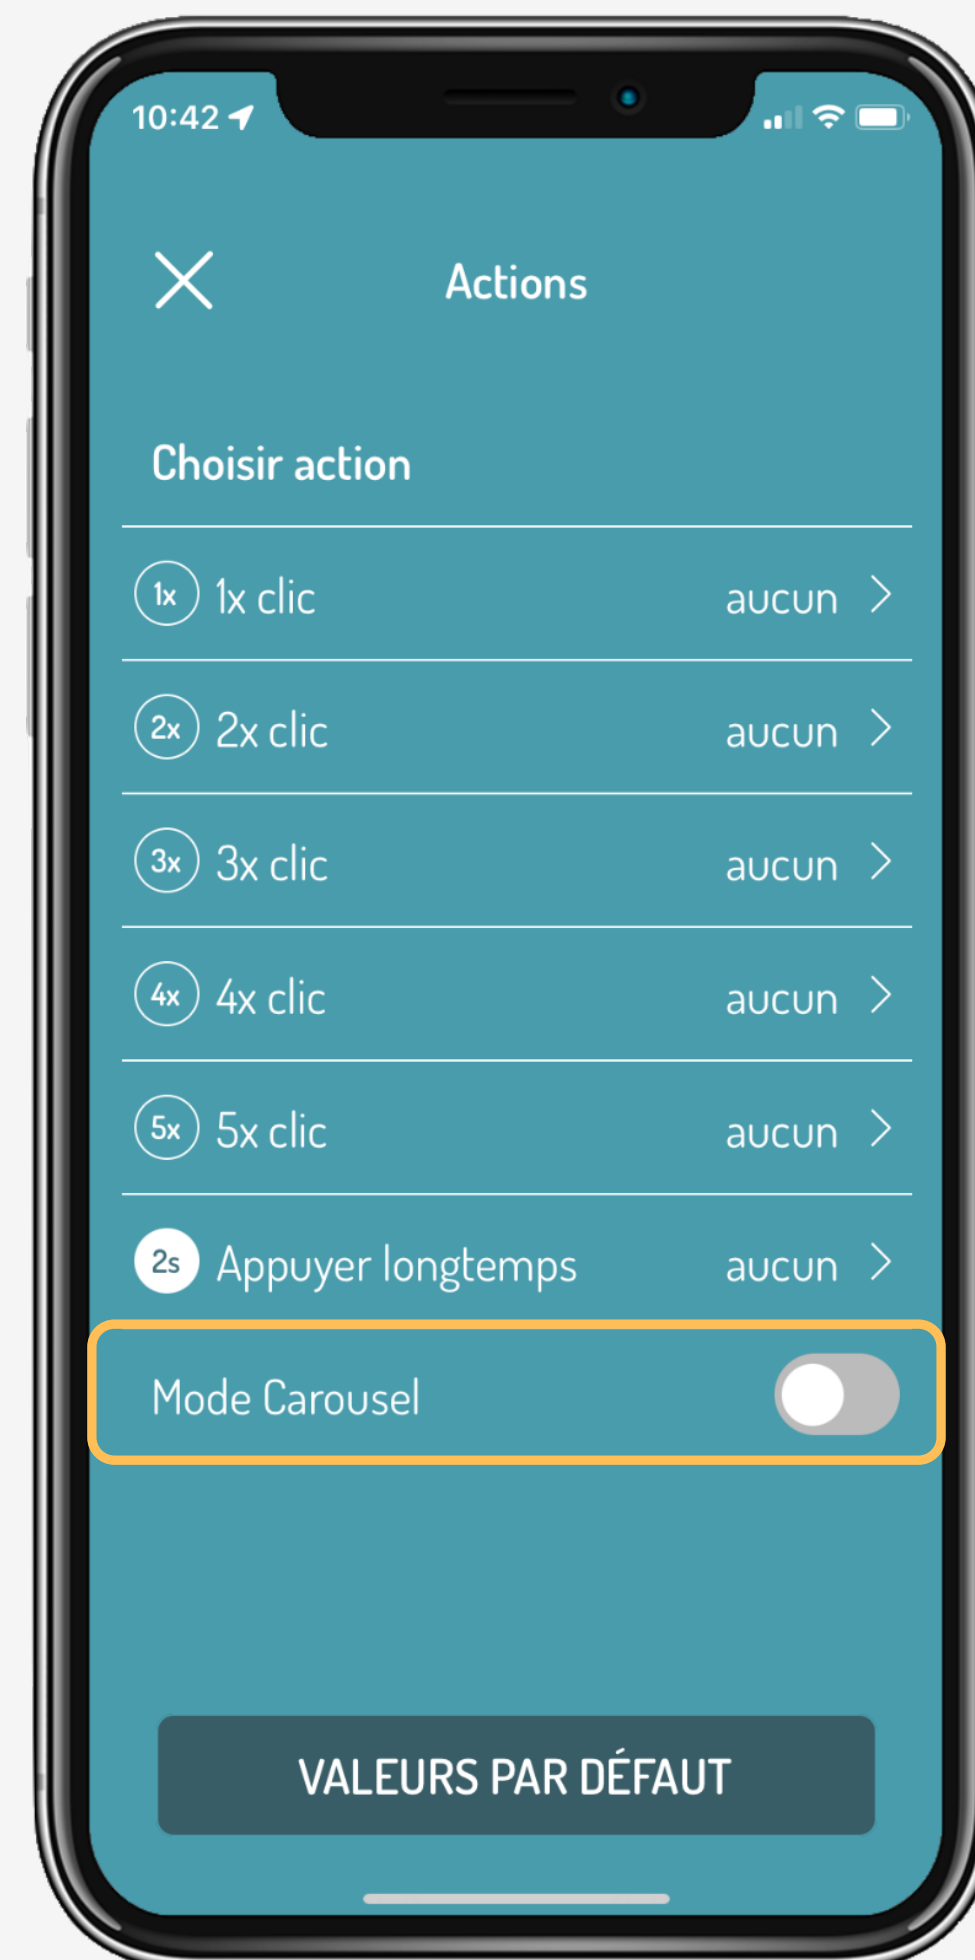 10:42
Actions
Choisir action
1x 1x clic aucun
2x 2x clic aucun
3x 3x clic aucun
4x 4x clic aucun
5x 5x clic aucun
2s Appuyer longtemps aucun
Mode Carousel
VALEURS PAR DÉFAUT